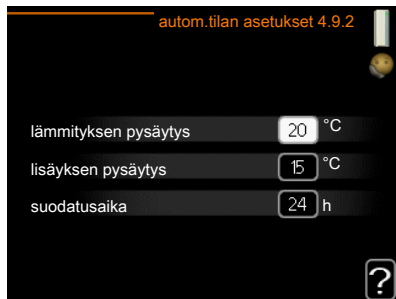 autom.tilan asetukset 4.9.2
lämmityksen pysäytys 20 °C
lisäyksen pysäytys 15 °C
suodatusaika 24 h
?